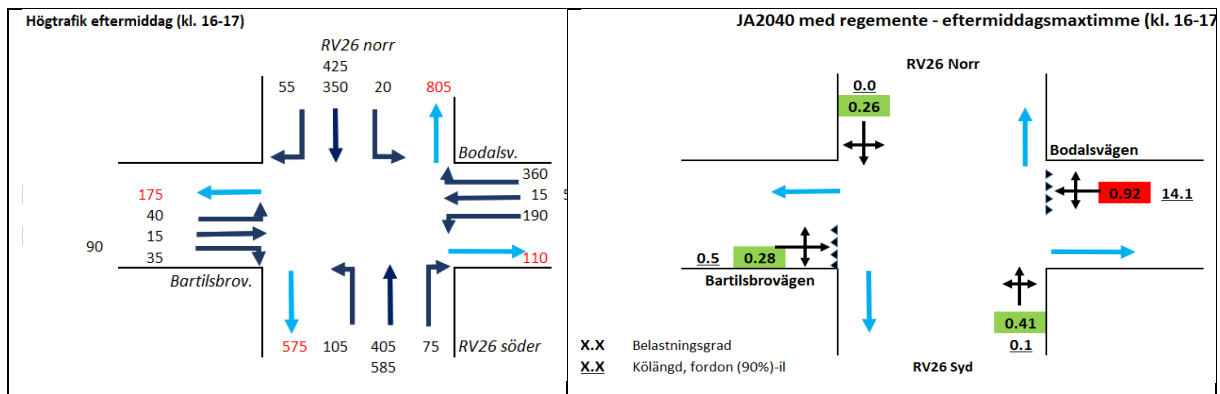 Högtrafik eftermiddag (kl. 16-17)
RV26 norr
425
55 350 20 805
Bodalsv.
360
175 15 5
40 190
15
90
35 110
Bartilsbrov.
575 105 405 75 RV26 söder
585
JA2040 med regemente - eftermiddagsmaxtimme (kl. 16-17
RV26 Norr
0.0
0.26
Bodalsvägen
0.92 14.1
0.5 0.28
Bartilsbrovägen
0.41
X.X Belastningsgrad 0.1
X.X Kölängd, fordon (90%)-il RV26 Syd